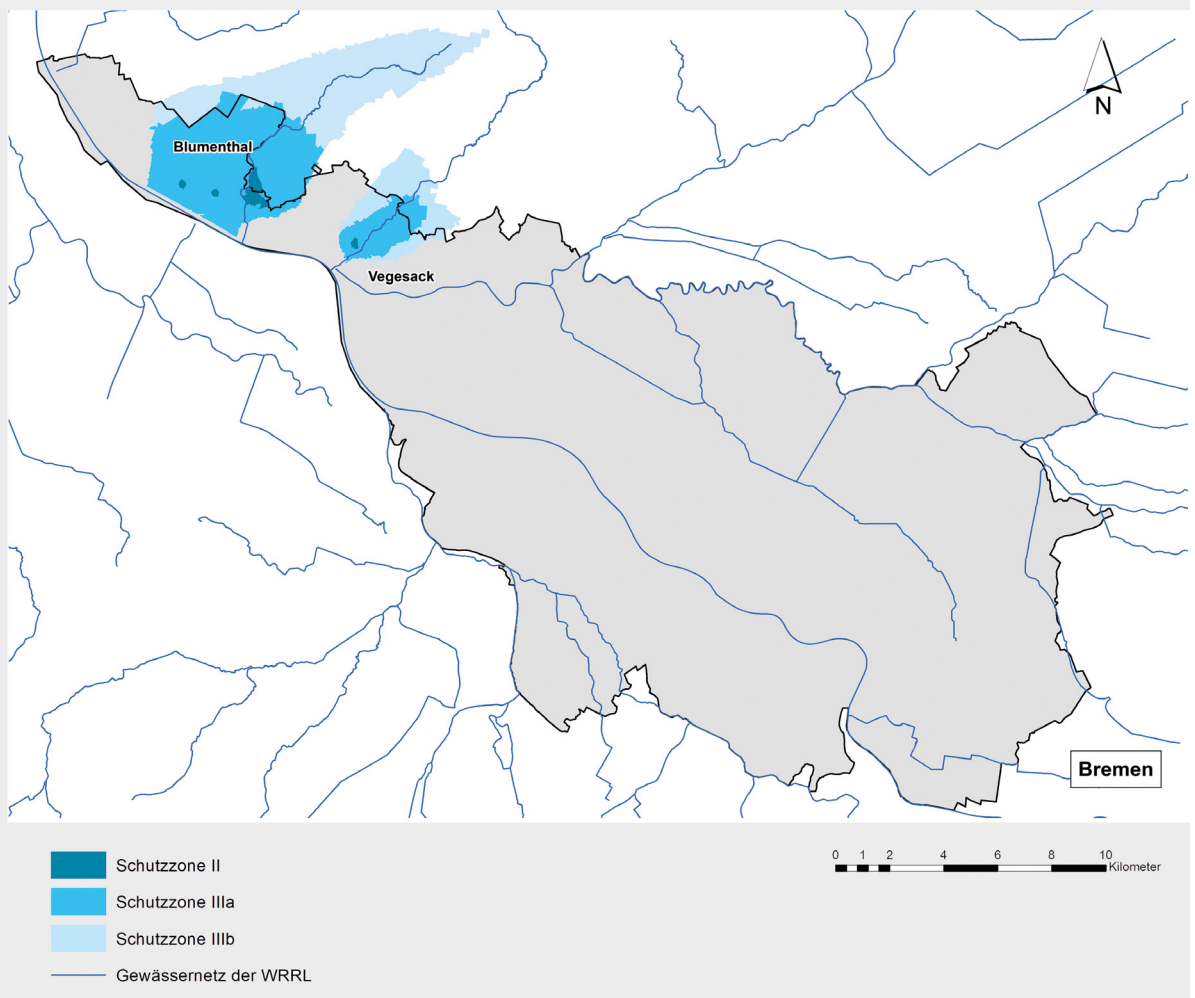 N
Blumenthal
Vegesack
Bremen
Schutzzone II
Schutzzone IIIa
Schutzzone IIIb
Gewässernetz der WRRL
0 1 2 4 6 8 10
Kilometer